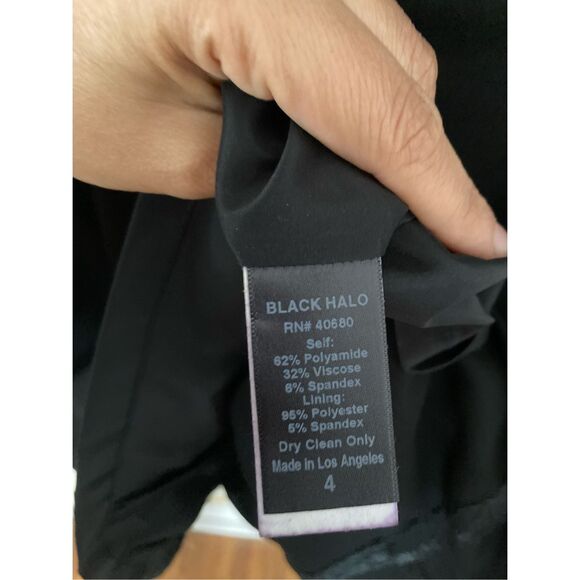 BLACK HALO
RN# 40680
Self:
62% Polyamide
32% Viscose
6% Spandex
Lining:
95% Polyester
5% Spandex
Dry Clean Only
Made in Los Angeles
4